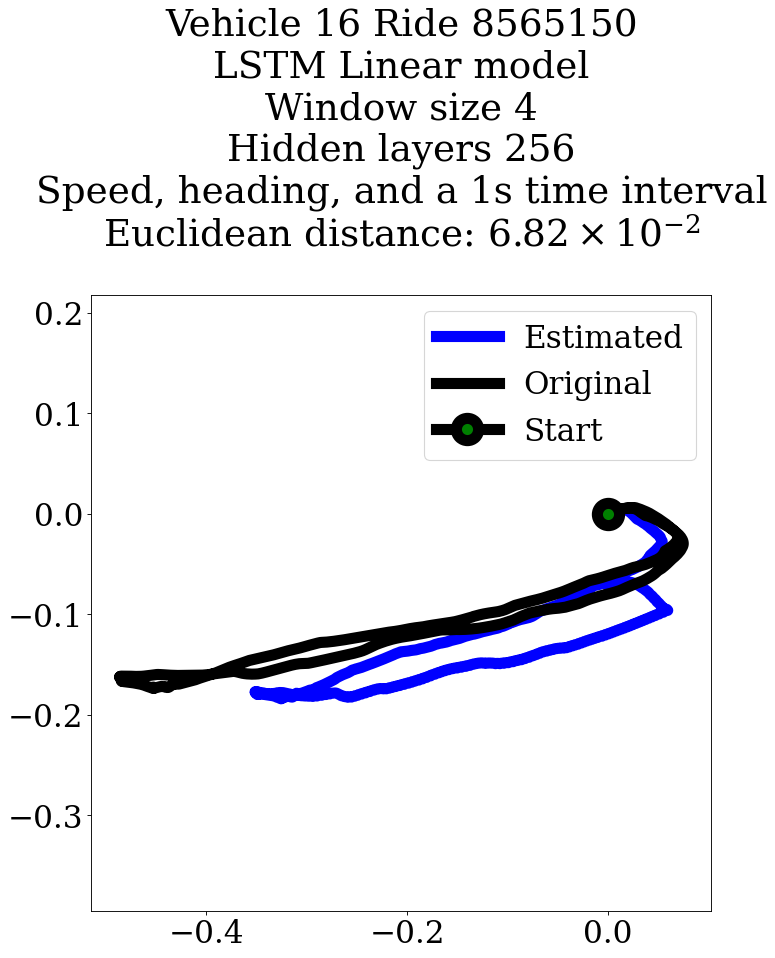 Vehicle 16 Ride 8565150
LSTM Linear model
Window size 4
Hidden layers 256
Speed, heading, and a 1s time interval
Euclidean distance: 6.82 × 10⁻²
Estimated
Original
Start
0.2
0.1
0.0
−0.1
−0.2
−0.3
−0.4
−0.2
0.0